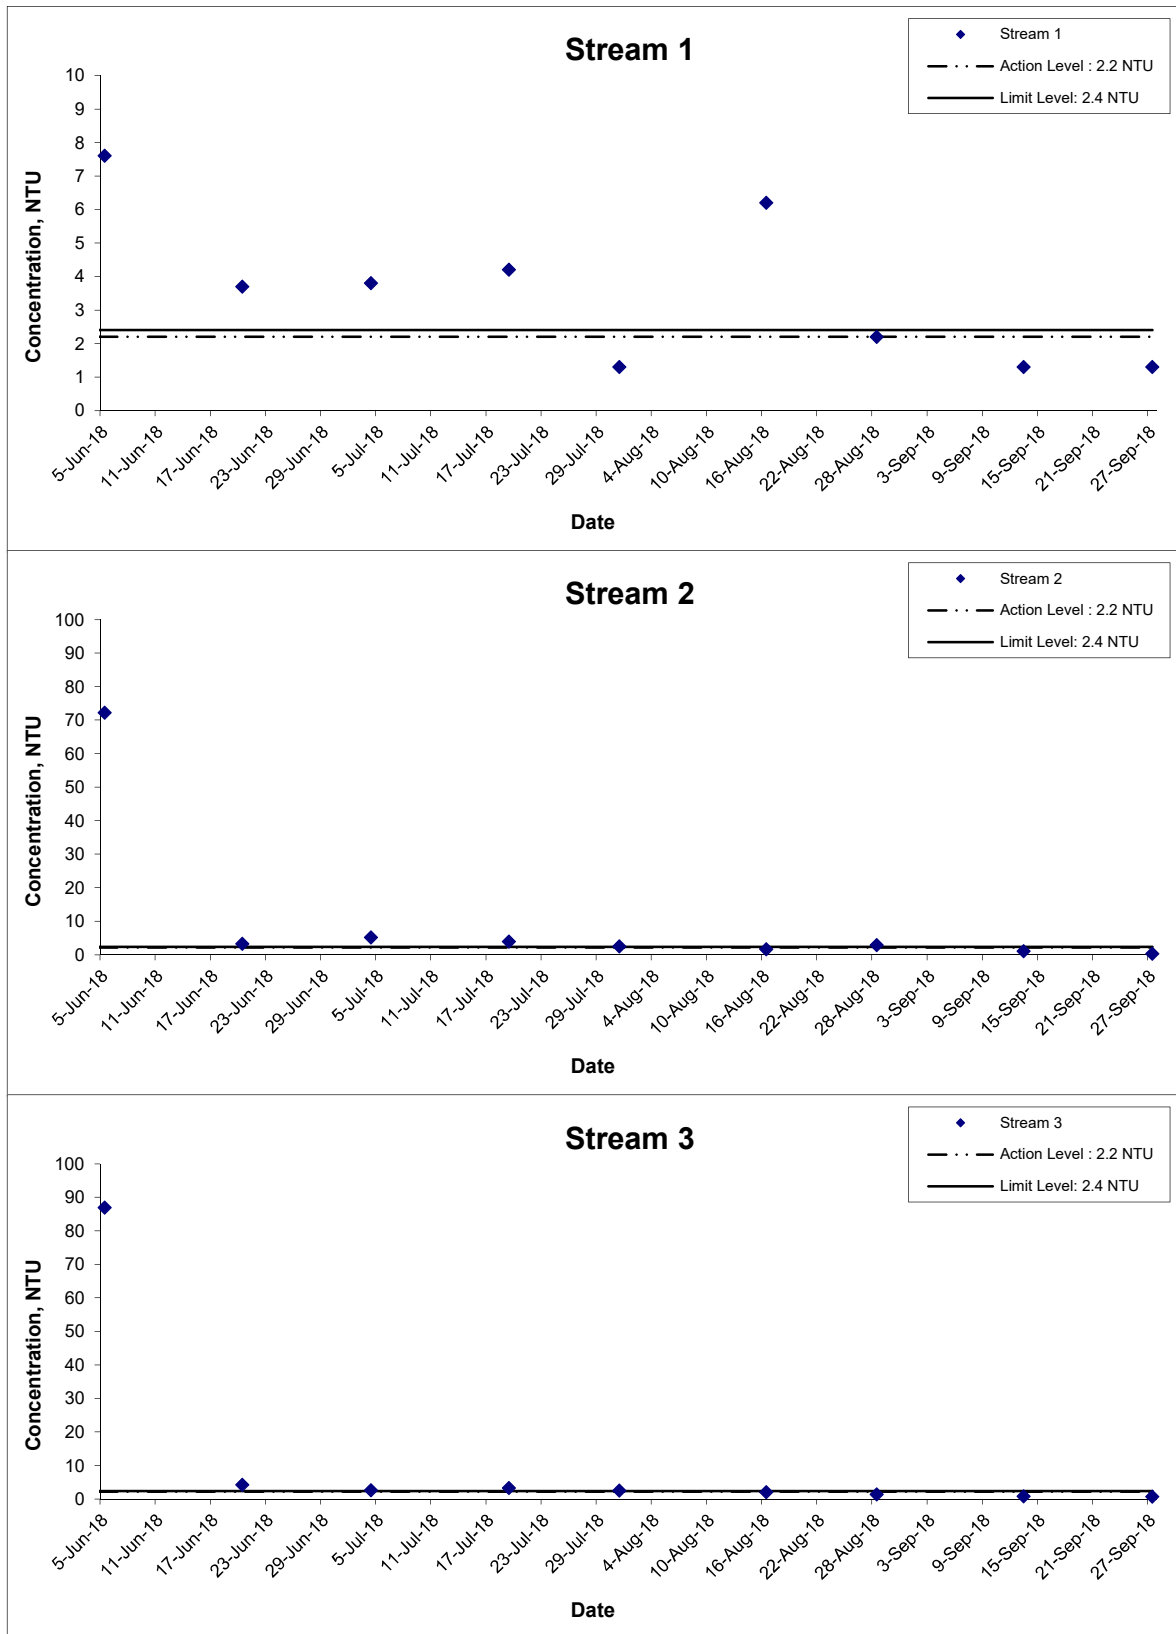 Stream 1
Stream 1
Action Level : 2.2 NTU
Limit Level: 2.4 NTU
Concentration, NTU
10
9
8
7
6
5
4
3
2
1
0
5-Jun-18
11-Jun-18
17-Jun-18
23-Jun-18
29-Jun-18
5-Jul-18
11-Jul-18
17-Jul-18
23-Jul-18
29-Jul-18
4-Aug-18
10-Aug-18
16-Aug-18
22-Aug-18
28-Aug-18
3-Sep-18
9-Sep-18
15-Sep-18
21-Sep-18
27-Sep-18
Date
Stream 2
Stream 2
Action Level : 2.2 NTU
Limit Level: 2.4 NTU
Concentration, NTU
100
90
80
70
60
50
40
30
20
10
0
5-Jun-18
11-Jun-18
17-Jun-18
23-Jun-18
29-Jun-18
5-Jul-18
11-Jul-18
17-Jul-18
23-Jul-18
29-Jul-18
4-Aug-18
10-Aug-18
16-Aug-18
22-Aug-18
28-Aug-18
3-Sep-18
9-Sep-18
15-Sep-18
21-Sep-18
27-Sep-18
Date
Stream 3
Stream 3
Action Level : 2.2 NTU
Limit Level: 2.4 NTU
Concentration, NTU
100
90
80
70
60
50
40
30
20
10
0
5-Jun-18
11-Jun-18
17-Jun-18
23-Jun-18
29-Jun-18
5-Jul-18
11-Jul-18
17-Jul-18
23-Jul-18
29-Jul-18
4-Aug-18
10-Aug-18
16-Aug-18
22-Aug-18
28-Aug-18
3-Sep-18
9-Sep-18
15-Sep-18
21-Sep-18
27-Sep-18
Date